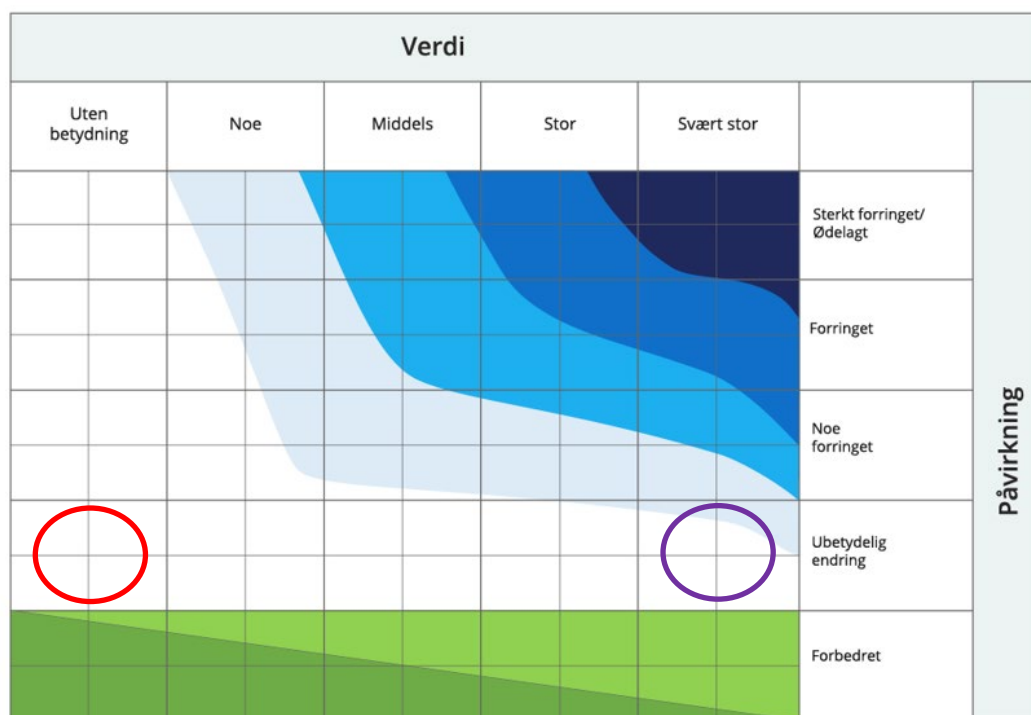 Verdi
Uten
betydning
Noe
Middels
Stor
Svært stor
Sterkt forringet/
Ødelagt
Forringet
Noe
forringet
Ubetydelig
endring
Forbedret
Påvirkning